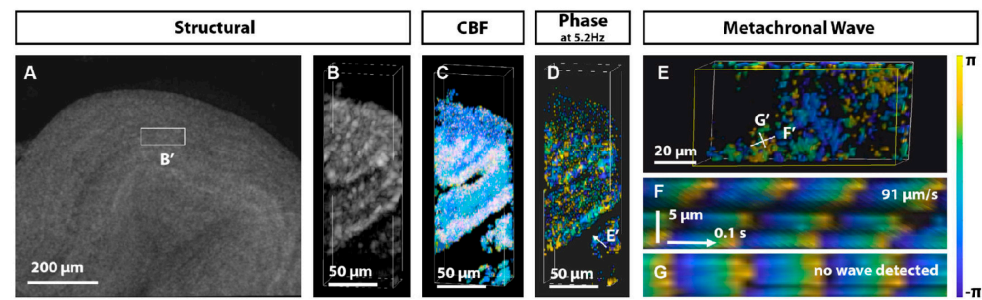 Structural
CBF
Phase
at 5.2Hz
Metachronal Wave
A
B'
200 µm
B
50 µm
C
50 µm
D
E'
50 µm
E
G'
F'
20 µm
F
91 µm/s
5 µm
0.1 s
G
no wave detected
π
-π